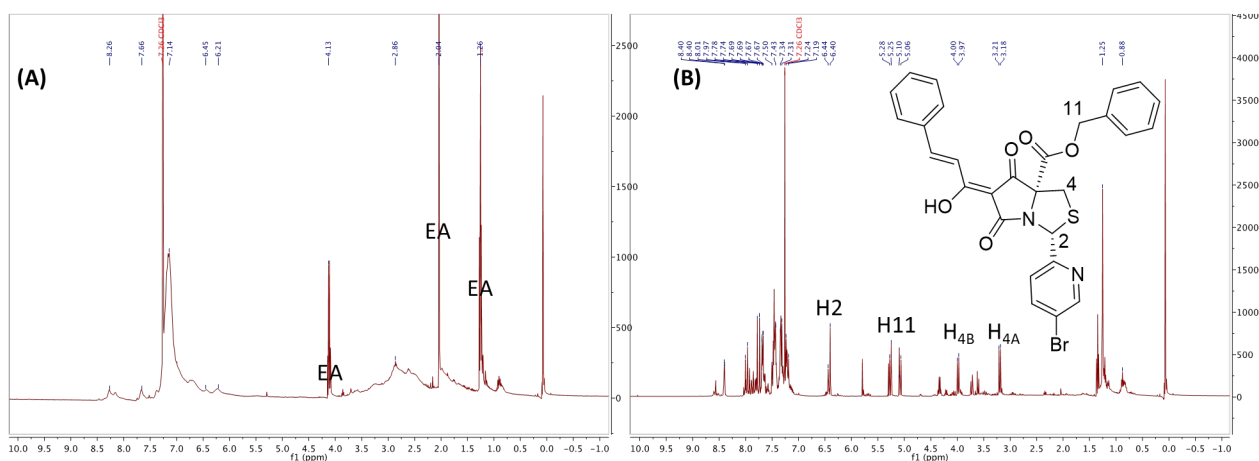 (A)
8.26
7.66
7.26 CDCl3
7.14
6.45
6.21
4.13
2.86
2.04
1.26
2500
2000
1500
1000
500
0
EA
EA
EA
10.0 9.5 9.0 8.5 8.0 7.5 7.0 6.5 6.0 5.5 5.0 4.5 4.0 3.5 3.0 2.5 2.0 1.5 1.0 0.5 0.0 -0.5 -1.0
f1 (ppm)
(B)
8.40
8.40
8.01
7.97
7.78
7.74
7.69
7.69
7.67
7.67
7.50
7.43
7.34
7.31
7.26 CDCl3
7.24
7.19
6.44
6.40
5.28
5.25
5.10
5.06
4.00
3.97
3.21
3.18
1.25
0.88
4500
4000
3500
3000
2500
2000
1500
1000
500
0
11
O
O
O
4
HO
S
N
O
2
N
Br
H2
H11
H4B
H4A
10.0 9.5 9.0 8.5 8.0 7.5 7.0 6.5 6.0 5.5 5.0 4.5 4.0 3.5 3.0 2.5 2.0 1.5 1.0 0.5 0.0 -0.5 -1.0
f1 (ppm)